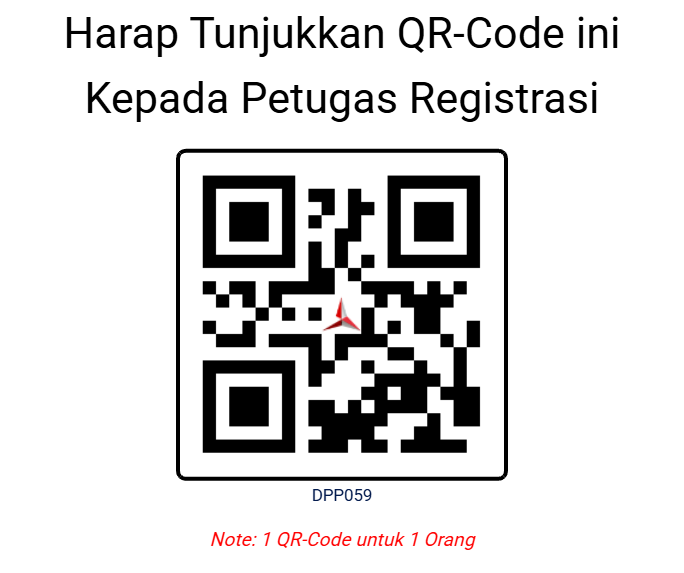 Harap Tunjukkan QR-Code ini
Kepada Petugas Registrasi
DPP059
Note: 1 QR-Code untuk 1 Orang